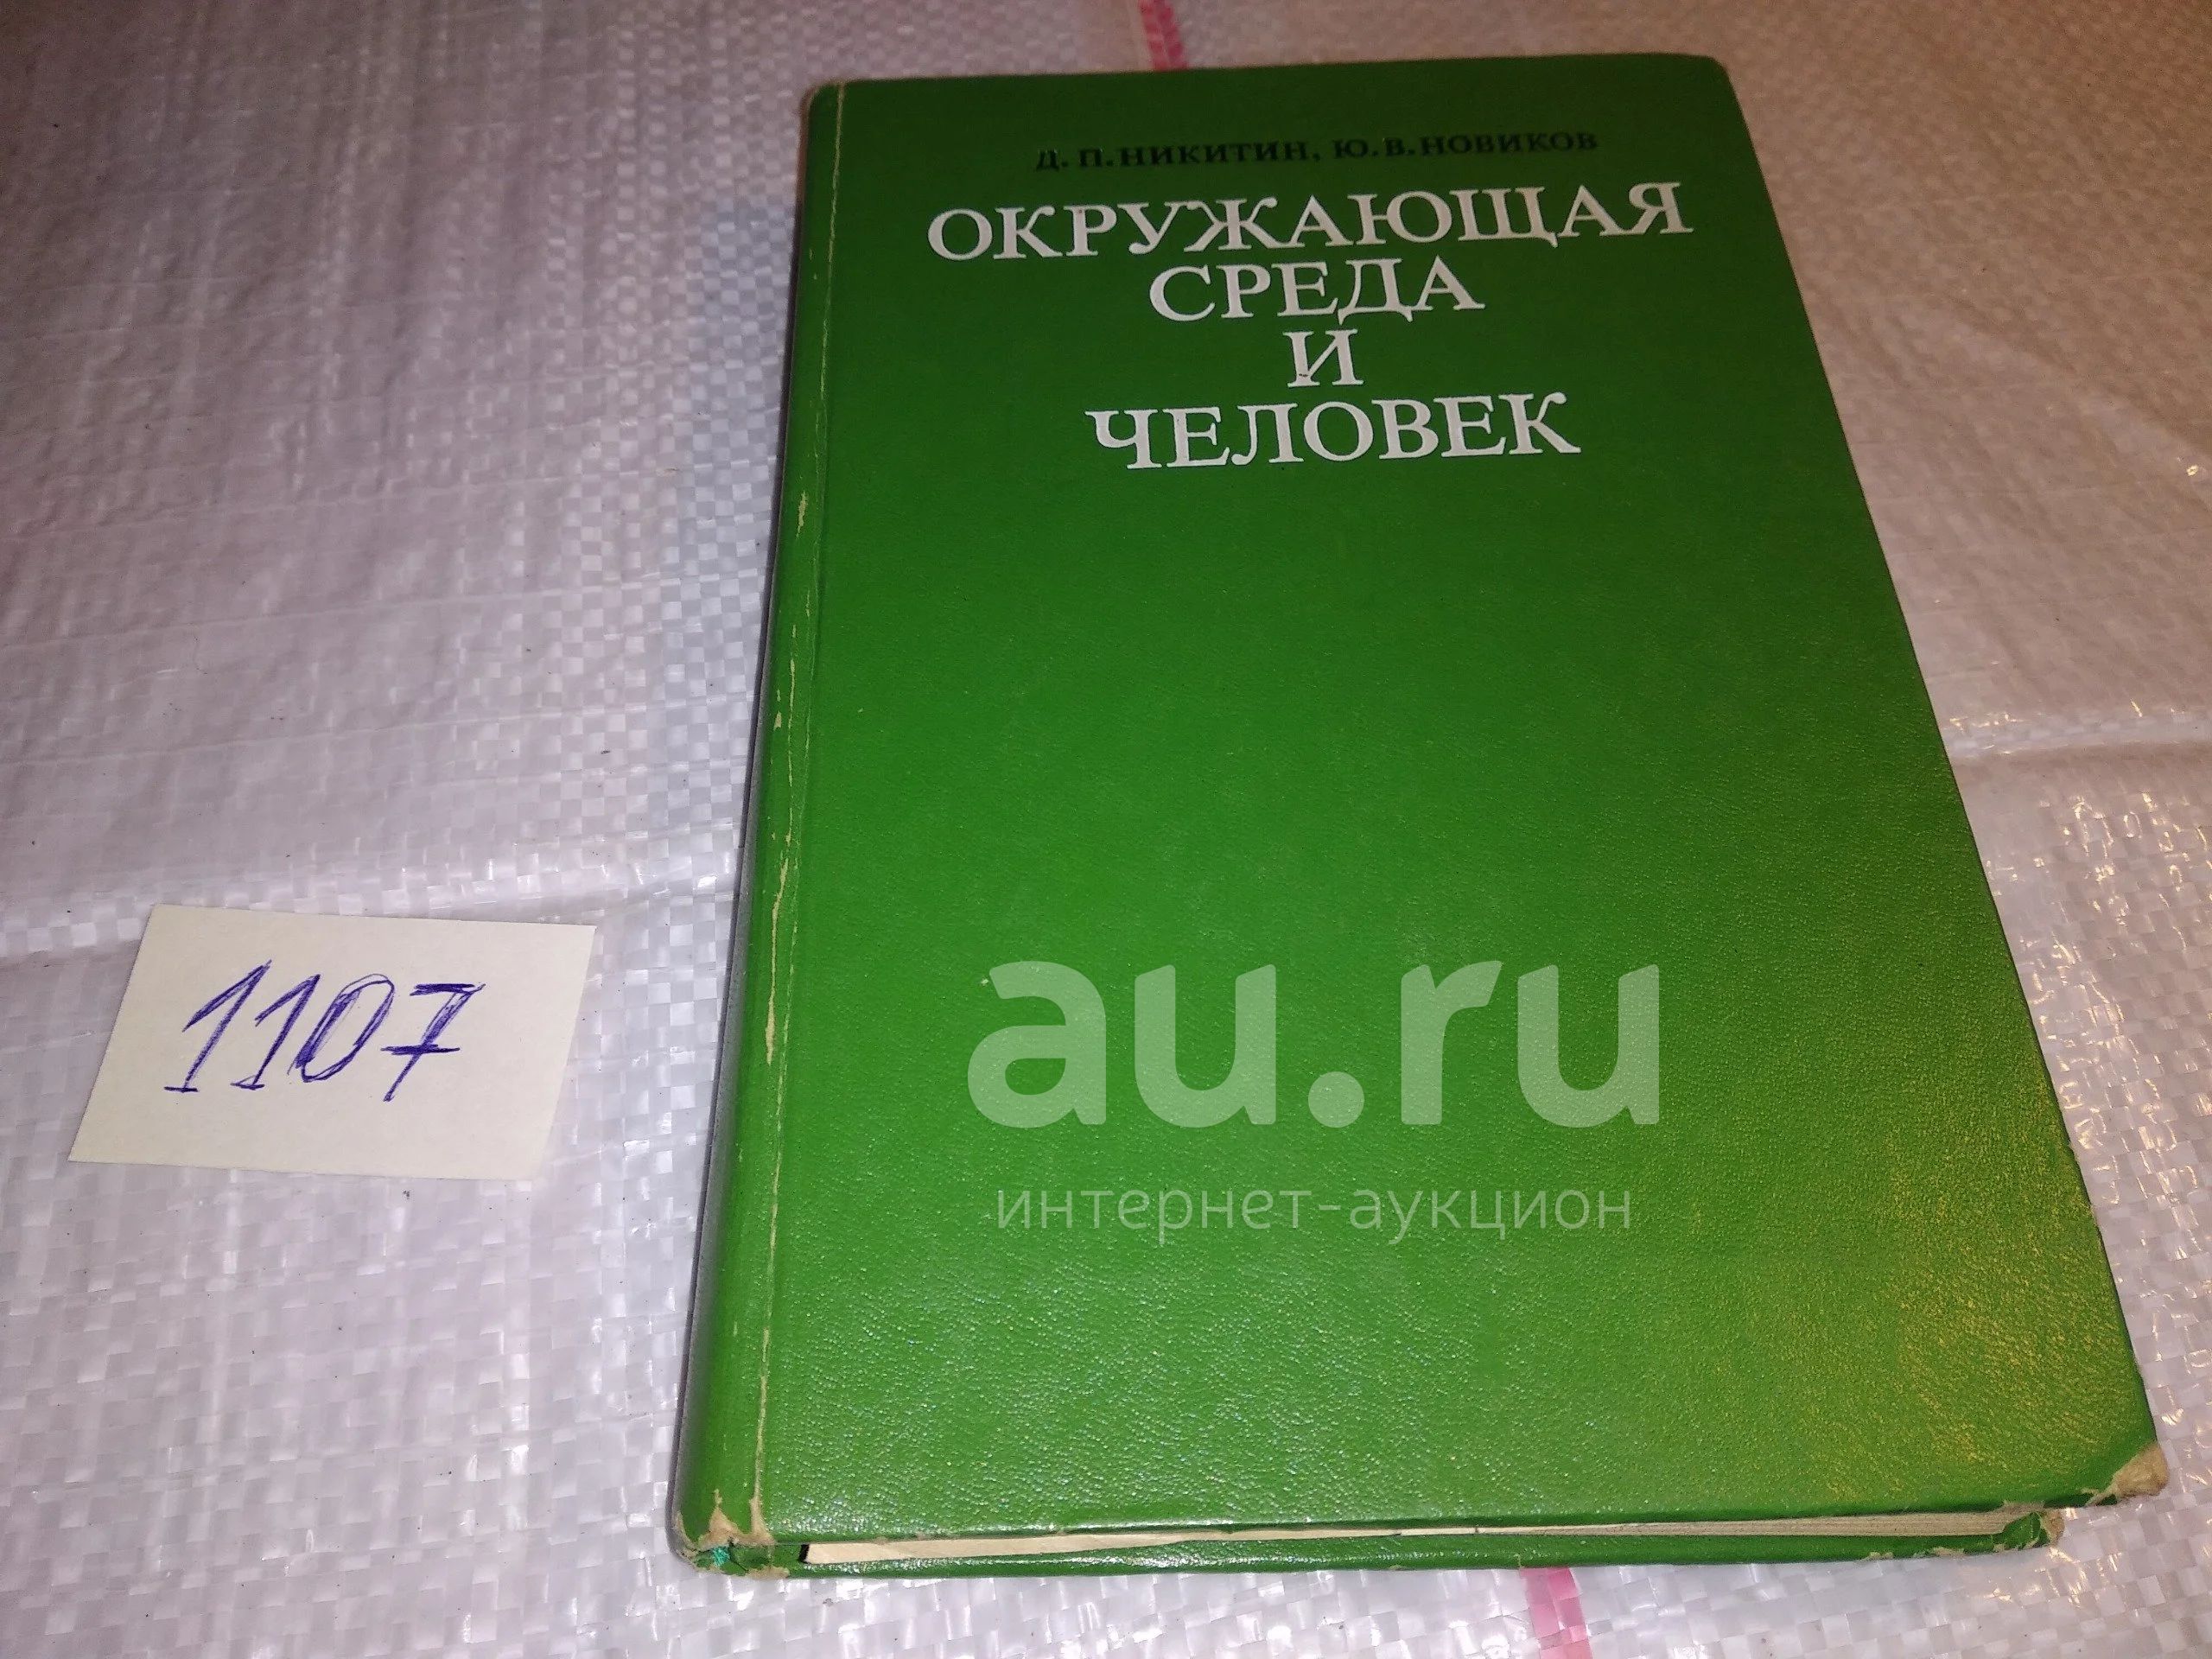 Д. П. НИКИТИН, Ю. В. НОВИКОВ
ОКРУЖАЮЩАЯ
СРЕДА
И
ЧЕЛОВЕК
1107
au.ru
интернет-аукцион